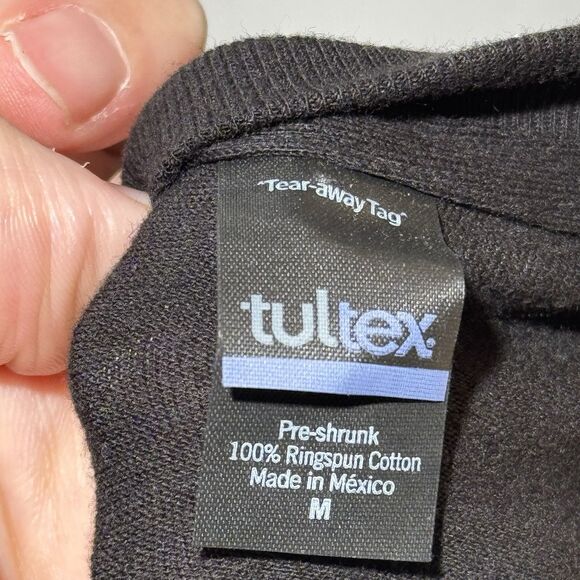 "Tear-away Tag"
tultex®
Pre-shrunk
100% Ringspun Cotton
Made in México
M